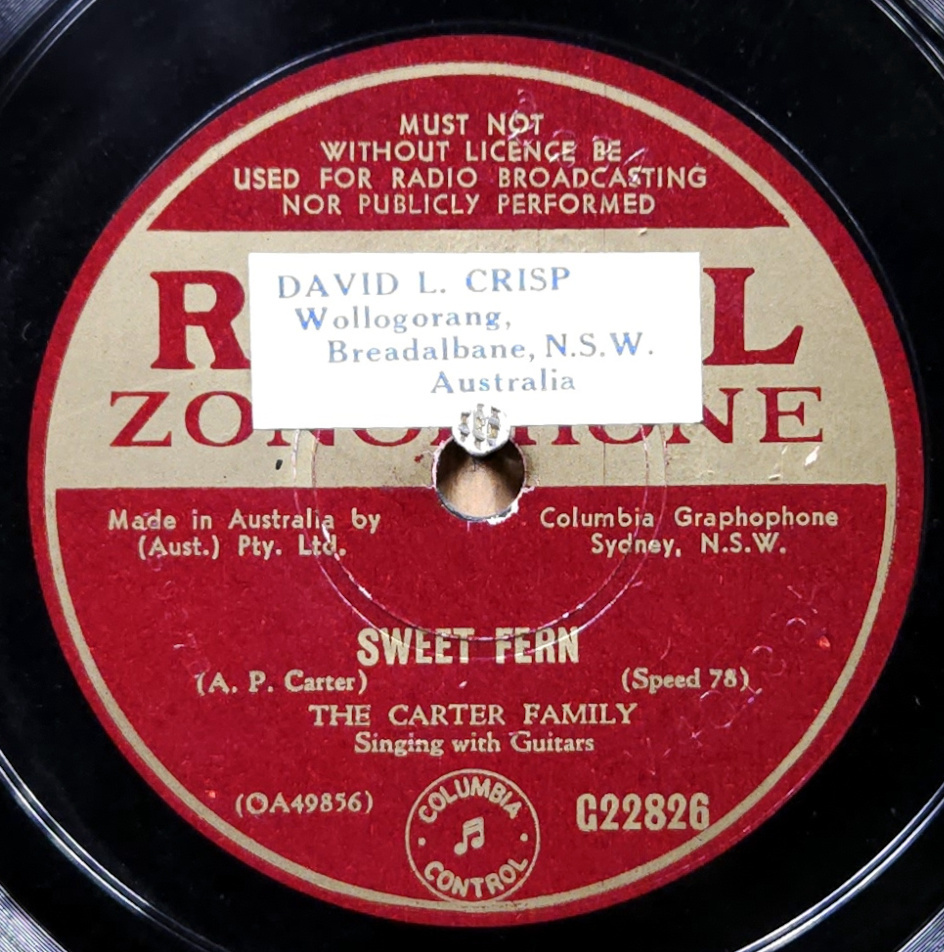 MUST NOT
WITHOUT LICENCE BE
USED FOR RADIO BROADCASTING
NOR PUBLICLY PERFORMED
DAVID L. CRISP
Wollogorang,
Breadalbane, N.S.W.
Australia
Made in Australia by Columbia Graphophone
(Aust.) Pty. Ltd. Sydney, N.S.W.
SWEET FERN
(A. P. Carter) (Speed 78)
THE CARTER FAMILY
Singing with Guitars
(OA49856) G22826
COLUMBIA
CONTROL